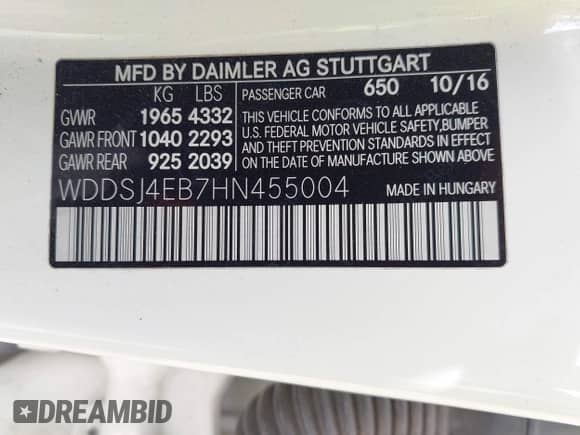 MFD BY DAIMLER AG STUTTGART
KG LBS
GVWR 1965 4332
GAWR FRONT 1040 2293
GAWR REAR 925 2039
PASSENGER CAR 650 10/16
THIS VEHICLE CONFORMS TO ALL APPLICABLE
U.S. FEDERAL MOTOR VEHICLE SAFETY, BUMPER
AND THEFT PREVENTION STANDARDS IN EFFECT
ON THE DATE OF MANUFACTURE SHOWN ABOVE.
WDDSJ4EB7HN455004 MADE IN HUNGARY
DREAMBID